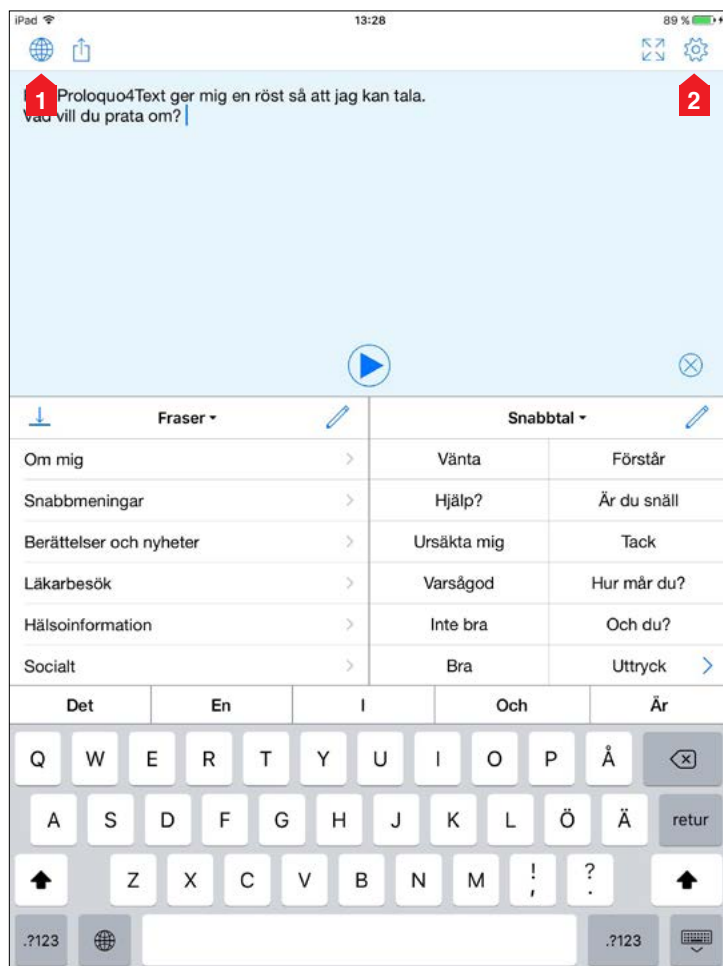 iPad 13:28 89 %
1 2
Proloquo4Text ger mig en röst så att jag kan tala.
Vad vill du prata om?
Fraser Snabbtal
Om mig Vänta Förstår
Snabbmeningar Hjälp? Är du snäll
Berättelser och nyheter Ursäkta mig Tack
Läkarbesök Varsågod Hur mår du?
Hälsoinformation Inte bra Och du?
Socialt Bra Uttryck
Det En I Och Är
Q W E R T Y U I O P Å
A S D F G H J K L Ö Ä retur
Z X C V B N M ! , ? .
.?123 .?123